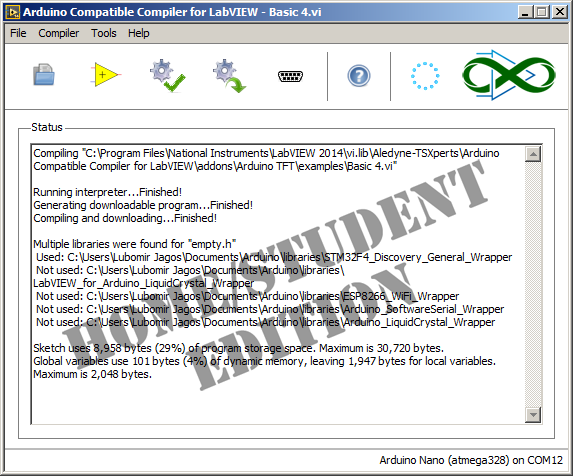 Arduino Compatible Compiler for LabVIEW - Basic 4.vi
File Compiler Tools Help
Status
Compiling "C:\Program Files\National Instruments\LabVIEW 2014\vi.lib\Aledyne-TSXperts\Arduino
Compatible Compiler for LabVIEW\addons\Arduino TFT\examples\Basic 4.vi"
Running interpreter...Finished!
Generating downloadable program...Finished!
Compiling and downloading...Finished!
Multiple libraries were found for "empty.h"
Used: C:\Users\Lubomir Jagos\Documents\Arduino\libraries\STM32F4_Discovery_General_Wrapper
Not used: C:\Users\Lubomir Jagos\Documents\Arduino\libraries\
LabVIEW_for_Arduino_LiquidCrystal_Wrapper
Not used: C:\Users\Lubomir Jagos\Documents\Arduino\libraries\ESP8266_WiFi_Wrapper
Not used: C:\Users\Lubomir Jagos\Documents\Arduino\libraries\Arduino_SoftwareSerial_Wrapper
Not used: C:\Users\Lubomir Jagos\Documents\Arduino\libraries\Arduino_LiquidCrystal_Wrapper
Sketch uses 8,958 bytes (29%) of program storage space. Maximum is 30,720 bytes.
Global variables use 101 bytes (4%) of dynamic memory, leaving 1,947 bytes for local variables.
Maximum is 2,048 bytes.
HOME/STUDENT
EDITION
Arduino Nano (atmega328) on COM12